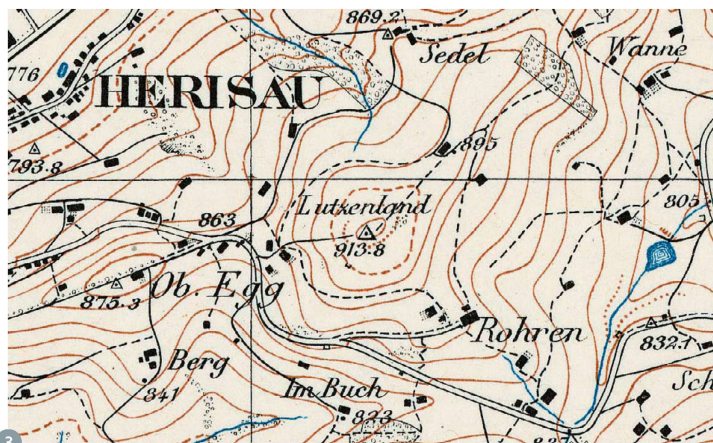 869.2
Sedel
Wanne
776
HERISAU
895
793.8
805
Lutzenland
863
913.8
875.3
Ob. Egg
Rohren
832.1
Berg
841
Im Buch
Sch
823
3